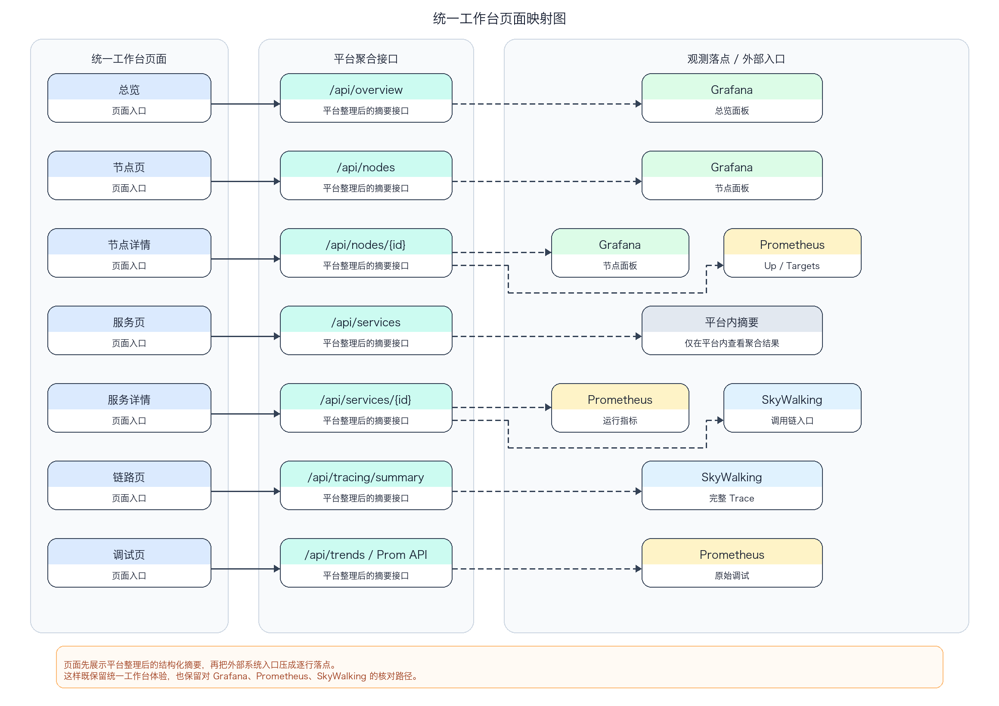 统一工作台页面映射图
统一工作台页面
平台聚合接口
观测落点 / 外部入口
总览
页面入口
/api/overview
平台整理后的摘要接口
Grafana
总览面板
节点页
页面入口
/api/nodes
平台整理后的摘要接口
Grafana
节点面板
节点详情
页面入口
/api/nodes/{id}
平台整理后的摘要接口
Grafana
节点面板
Prometheus
Up / Targets
服务页
页面入口
/api/services
平台整理后的摘要接口
平台内摘要
仅在平台内查看聚合结果
服务详情
页面入口
/api/services/{id}
平台整理后的摘要接口
Prometheus
运行指标
SkyWalking
调用链入口
链路页
页面入口
/api/tracing/summary
平台整理后的摘要接口
SkyWalking
完整 Trace
调试页
页面入口
/api/trends / Prom API
平台整理后的摘要接口
Prometheus
原始调试
页面先展示平台整理后的结构化摘要，再把外部系统入口压成逐行落点。
这样既保留统一工作台体验，也保留对 Grafana、Prometheus、SkyWalking 的核对路径。